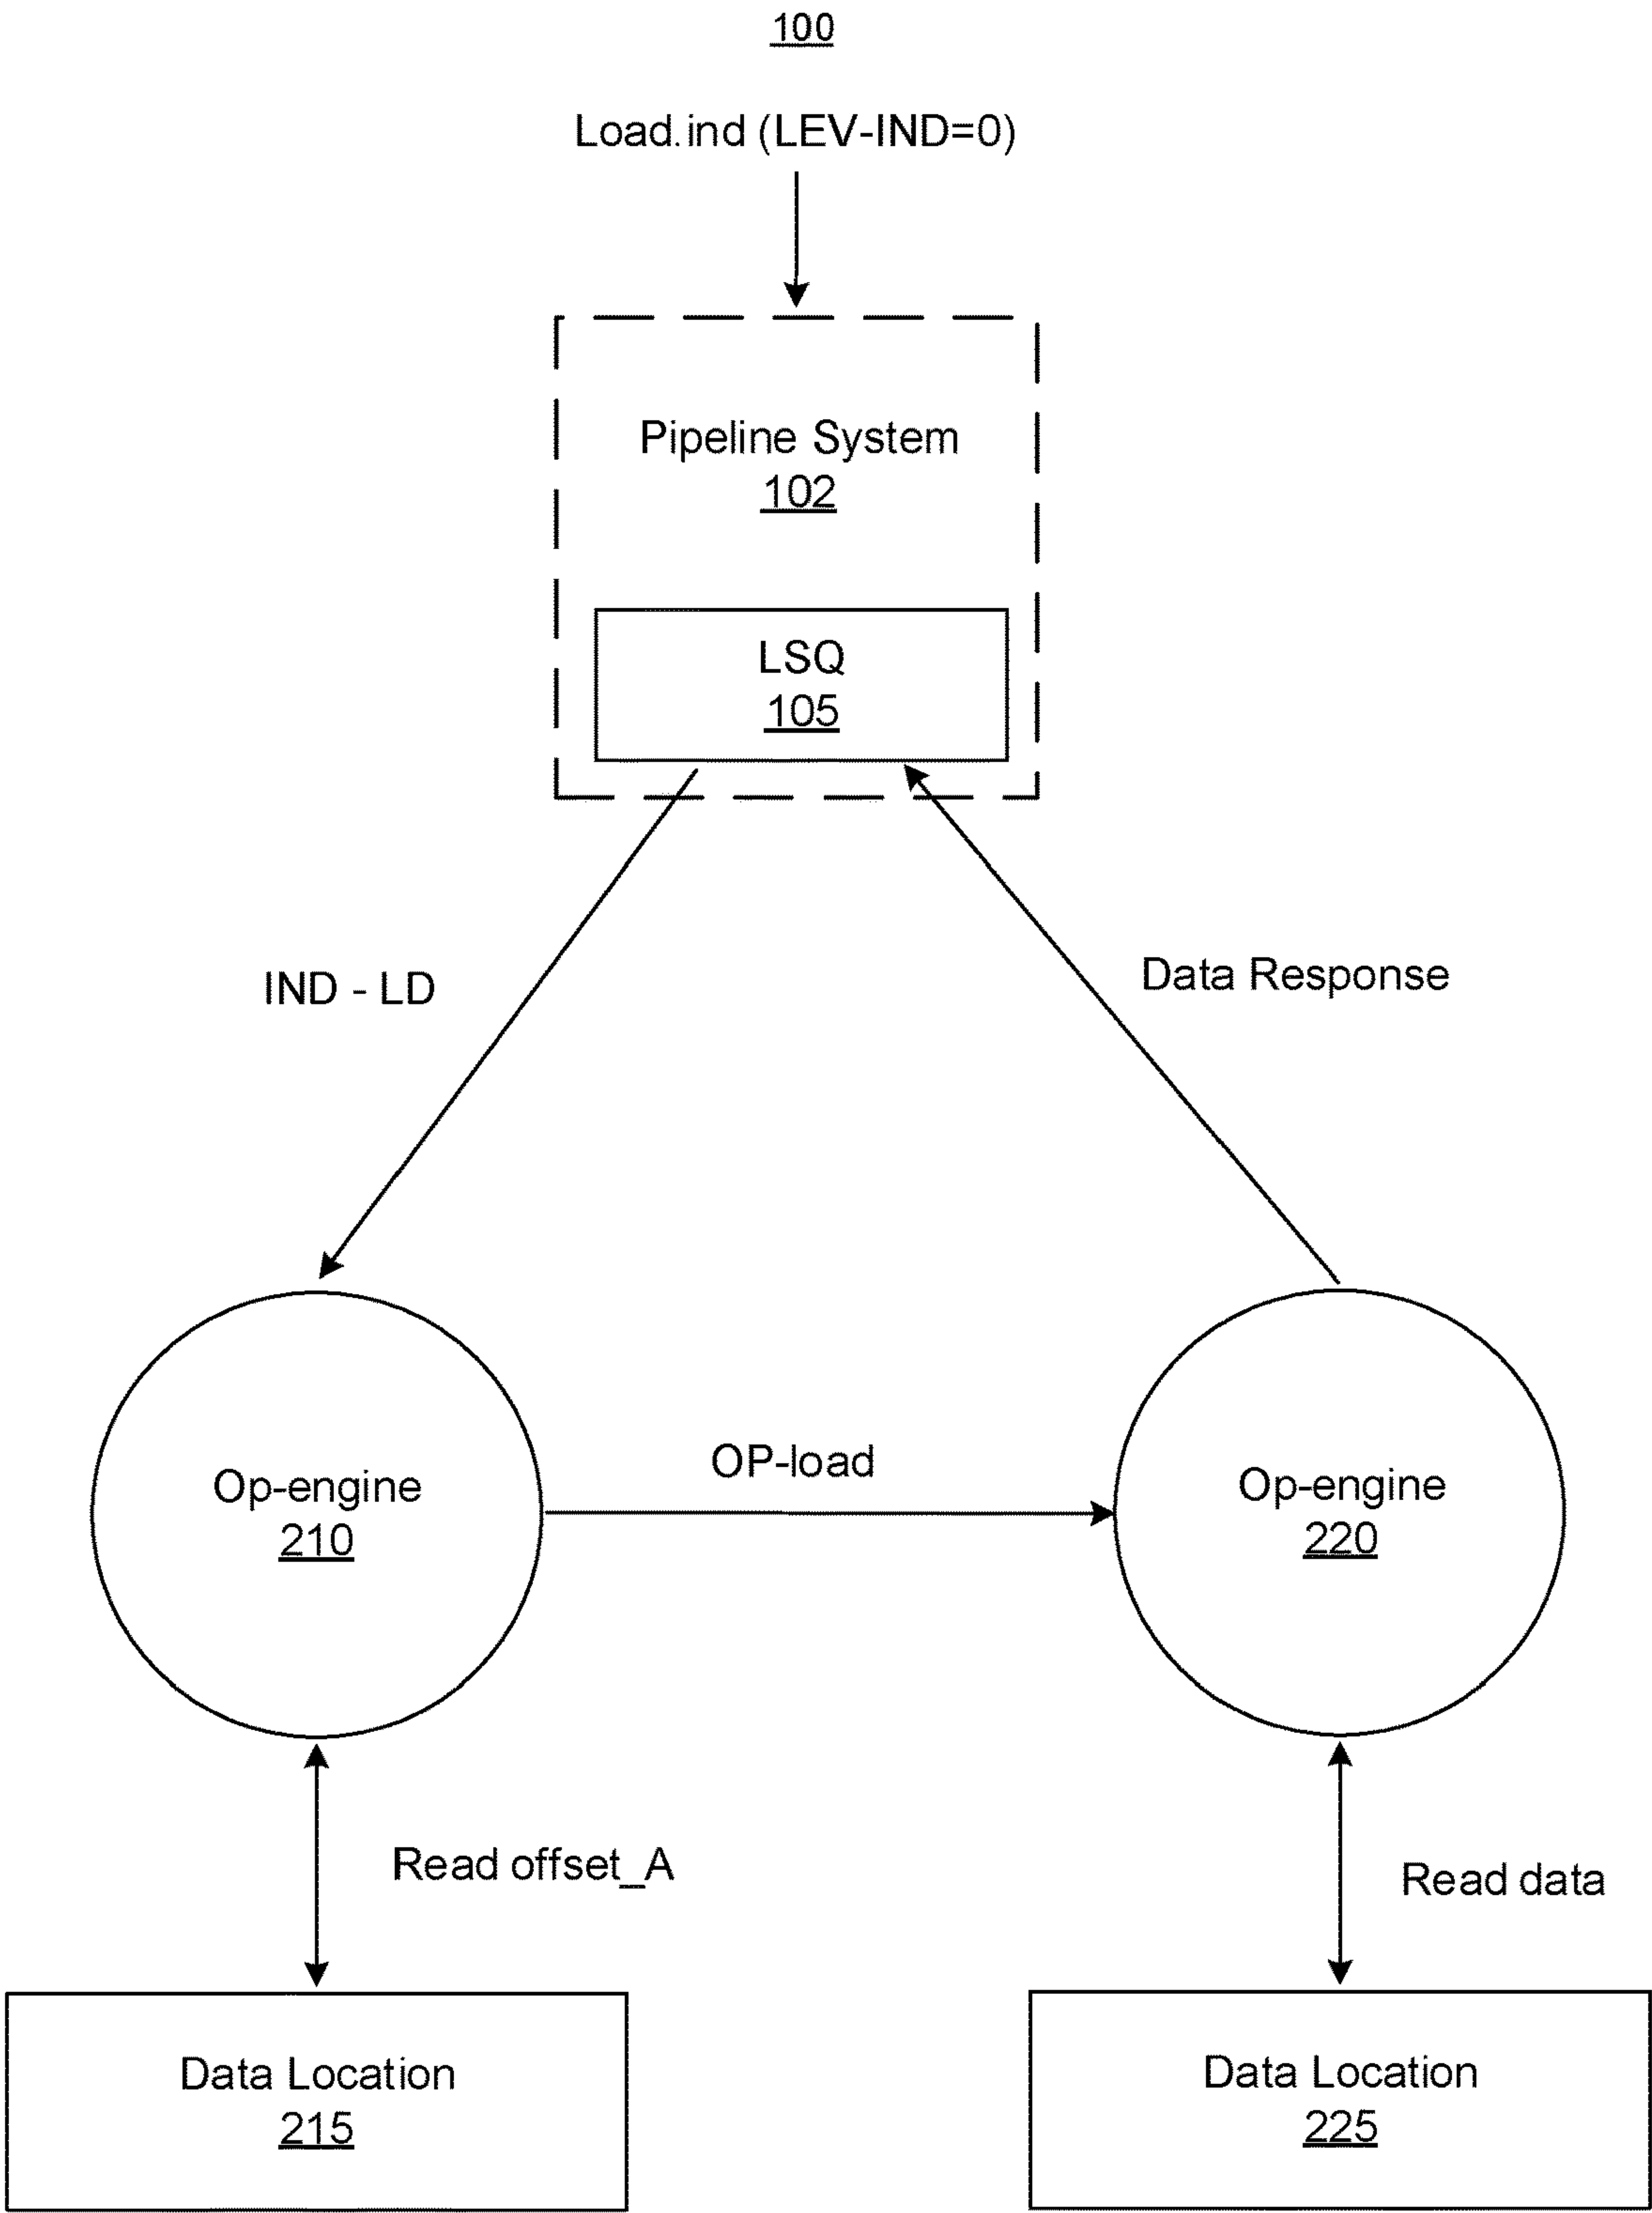 100
Load.ind (LEV-IND=0)
Pipeline System
102
LSQ
105
IND - LD
Data Response
OP-load
Op-engine
210
Op-engine
220
Read offset_A
Read data
Data Location
215
Data Location
225